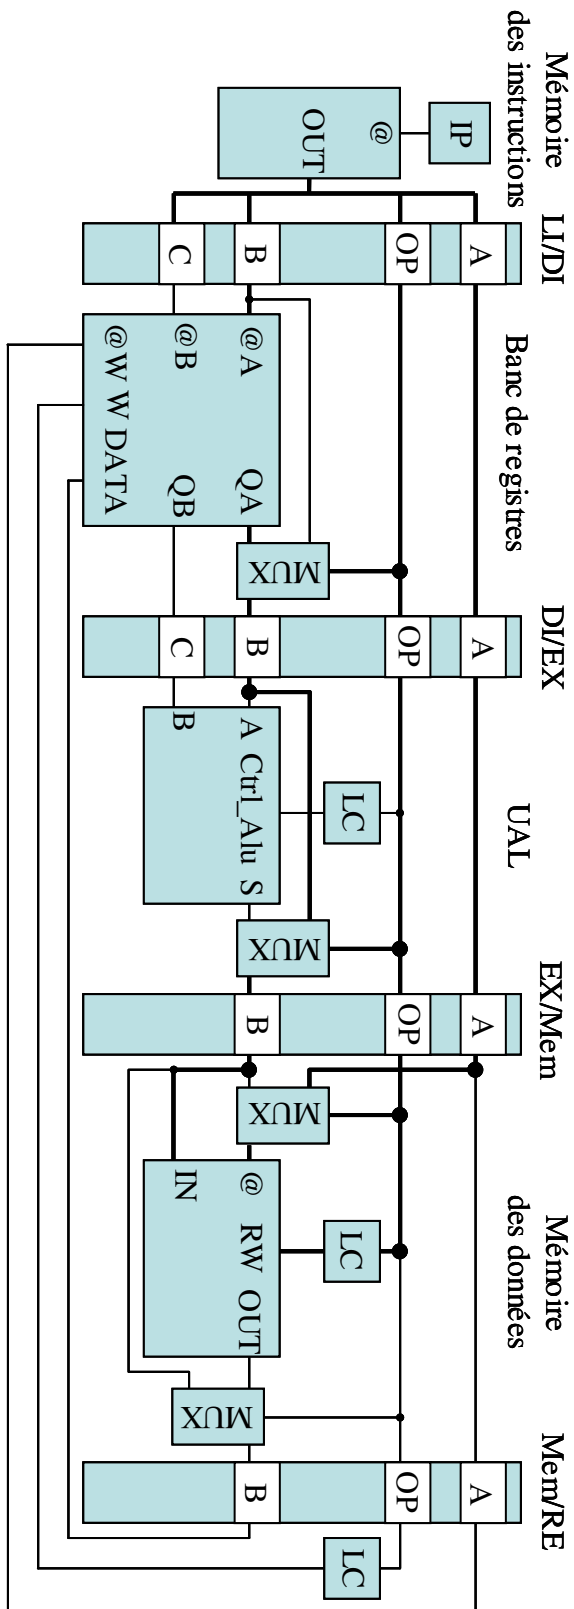 Mémoire
des instructions
LI/DI
Banc de registres
DI/EX
UAL
EX/Mem
Mémoire
des données
Mem/RE
IP
@
OUT
A
OP
B
C
@A
@B
QA
QB
@W W DATA
MUX
A
OP
B
C
LC
A Ctrl_Alu S
B
MUX
A
OP
B
MUX
LC
@ RW OUT
IN
MUX
A
OP
B
LC